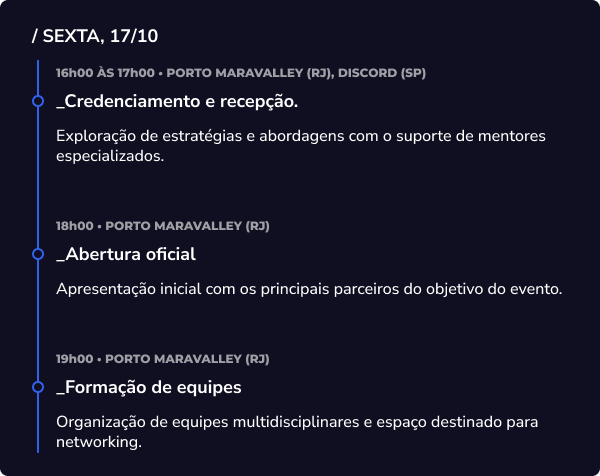 / SEXTA, 17/10
16h00 ÀS 17h00 • PORTO MARAVALLEY (RJ), DISCORD (SP)
_Credenciamento e recepção.
Exploração de estratégias e abordagens com o suporte de mentores
especializados.
18h00 • PORTO MARAVALLEY (RJ)
_Abertura oficial
Apresentação inicial com os principais parceiros do objetivo do evento.
19h00 • PORTO MARAVALLEY (RJ)
_Formação de equipes
Organização de equipes multidisciplinares e espaço destinado para
networking.